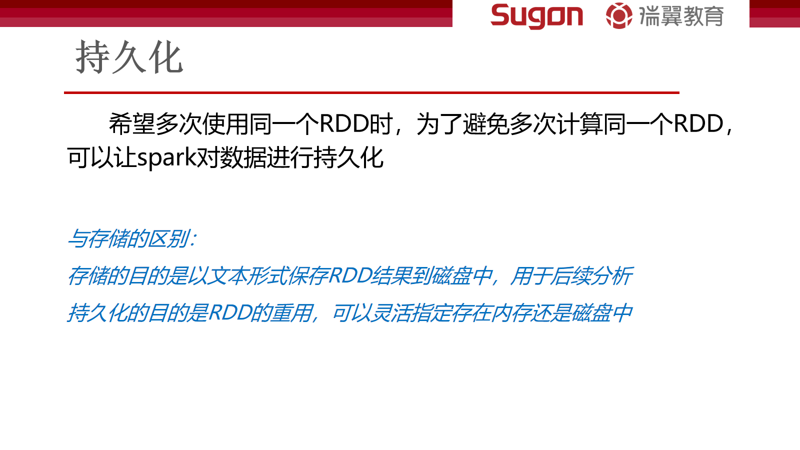 Sugon 瑞翼教育
持久化
希望多次使用同一个RDD时，为了避免多次计算同一个RDD，
可以让spark对数据进行持久化
与存储的区别：
存储的目的是以文本形式保存RDD结果到磁盘中，用于后续分析
持久化的目的是RDD的重用，可以灵活指定存在内存还是磁盘中